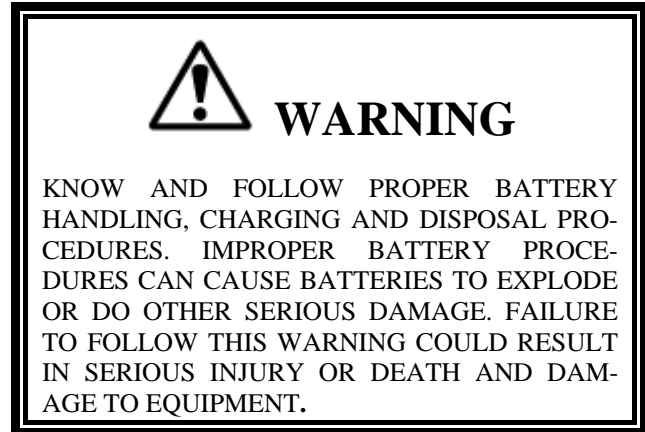 WARNING
KNOW AND FOLLOW PROPER BATTERY
HANDLING, CHARGING AND DISPOSAL PRO-
CEDURES. IMPROPER BATTERY PROCE-
DURES CAN CAUSE BATTERIES TO EXPLODE
OR DO OTHER SERIOUS DAMAGE. FAILURE
TO FOLLOW THIS WARNING COULD RESULT
IN SERIOUS INJURY OR DEATH AND DAM-
AGE TO EQUIPMENT.